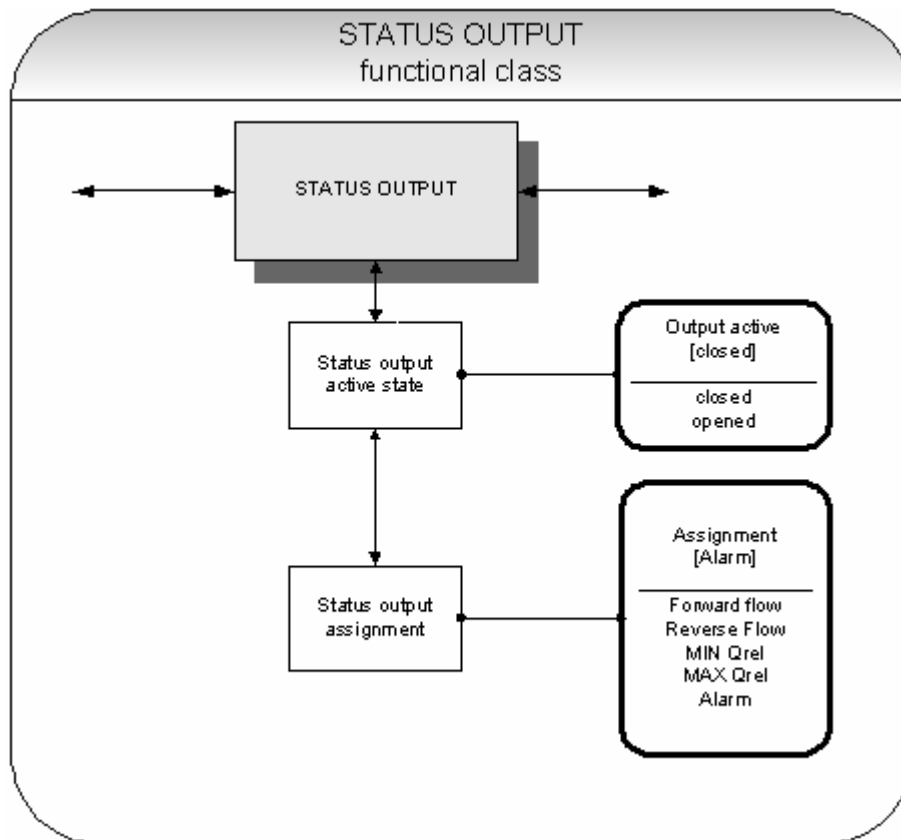 STATUS OUTPUT
functional class
STATUS OUTPUT
Status output
active state
Output active
[closed]
closed
opened
Status output
assignment
Assignment
[Alarm]
Forward flow
Reverse Flow
MIN Qrel
MAX Qrel
Alarm